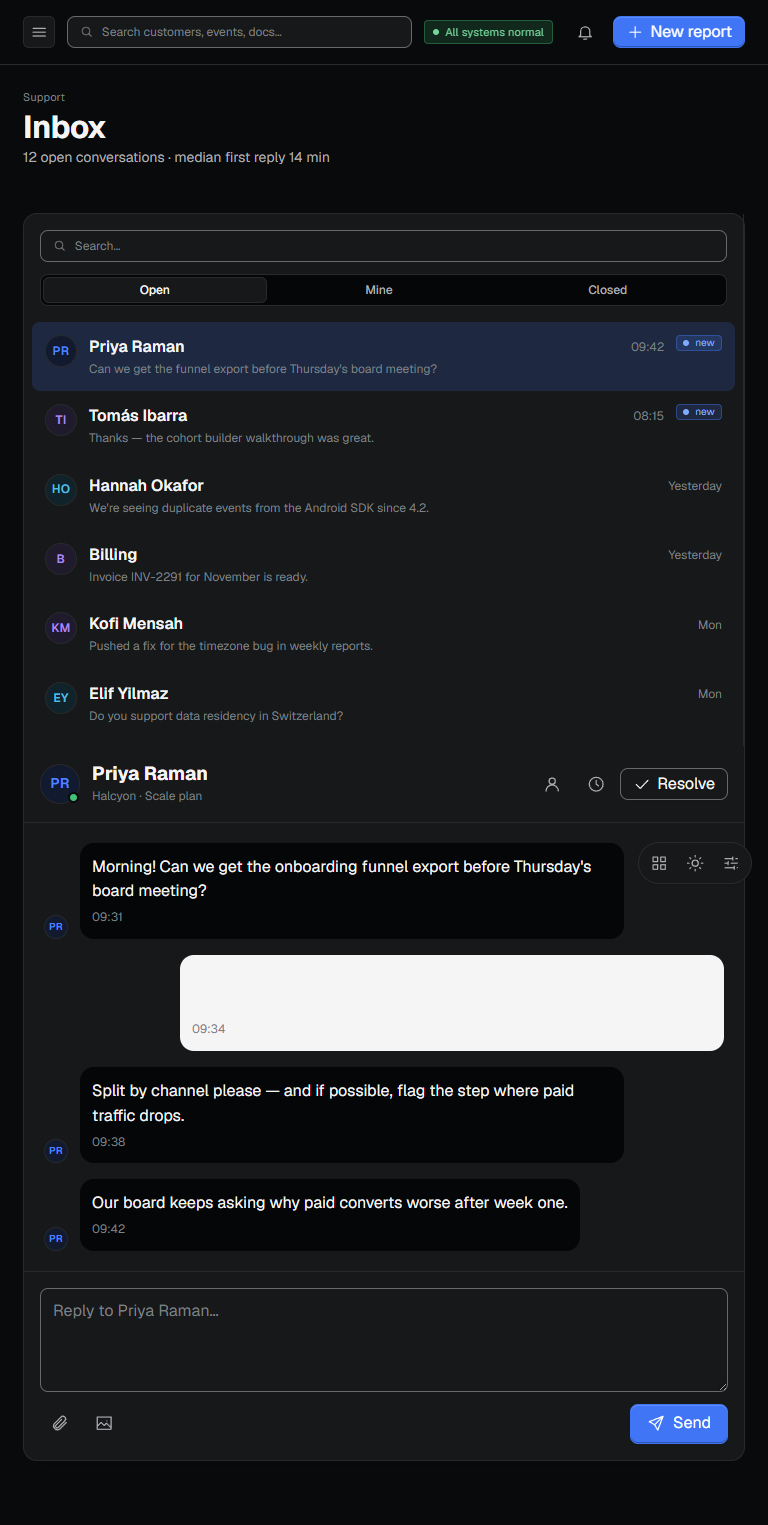 Search customers, events, docs...
All systems normal
New report
Support
Inbox
12 open conversations · median first reply 14 min
Search...
Open
Mine
Closed
PR
Priya Raman
09:42
new
Can we get the funnel export before Thursday's board meeting?
TI
Tomás Ibarra
08:15
new
Thanks — the cohort builder walkthrough was great.
HO
Hannah Okafor
Yesterday
We're seeing duplicate events from the Android SDK since 4.2.
B
Billing
Yesterday
Invoice INV-2291 for November is ready.
KM
Kofi Mensah
Mon
Pushed a fix for the timezone bug in weekly reports.
EY
Elif Yilmaz
Mon
Do you support data residency in Switzerland?
PR
Priya Raman
Halcyon · Scale plan
Resolve
Morning! Can we get the onboarding funnel export before Thursday's
board meeting?
09:31
PR
09:34
Split by channel please — and if possible, flag the step where paid
traffic drops.
09:38
PR
Our board keeps asking why paid converts worse after week one.
09:42
PR
Reply to Priya Raman...
Send